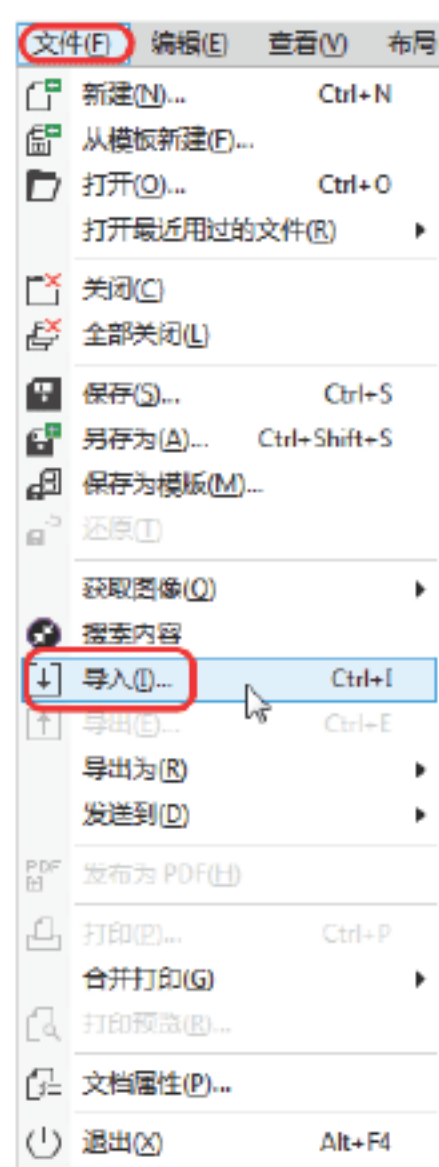 文件(F) 编辑(E) 查看(V) 布局
新建(N)... Ctrl+N
从模板新建(F)...
打开(O)... Ctrl+O
打开最近用过的文件(R)
关闭(C)
全部关闭(L)
保存(S)... Ctrl+S
另存为(A)... Ctrl+Shift+S
保存为模版(M)...
还原(T)
获取图像(Q)
搜索内容
导入(I)... Ctrl+I
导出(E)... Ctrl+E
导出为(R)
发送到(D)
PDF 发布为 PDF(H)
打印(P)... Ctrl+P
合并打印(G)
打印预览(R)...
文档属性(P)...
退出(X) Alt+F4